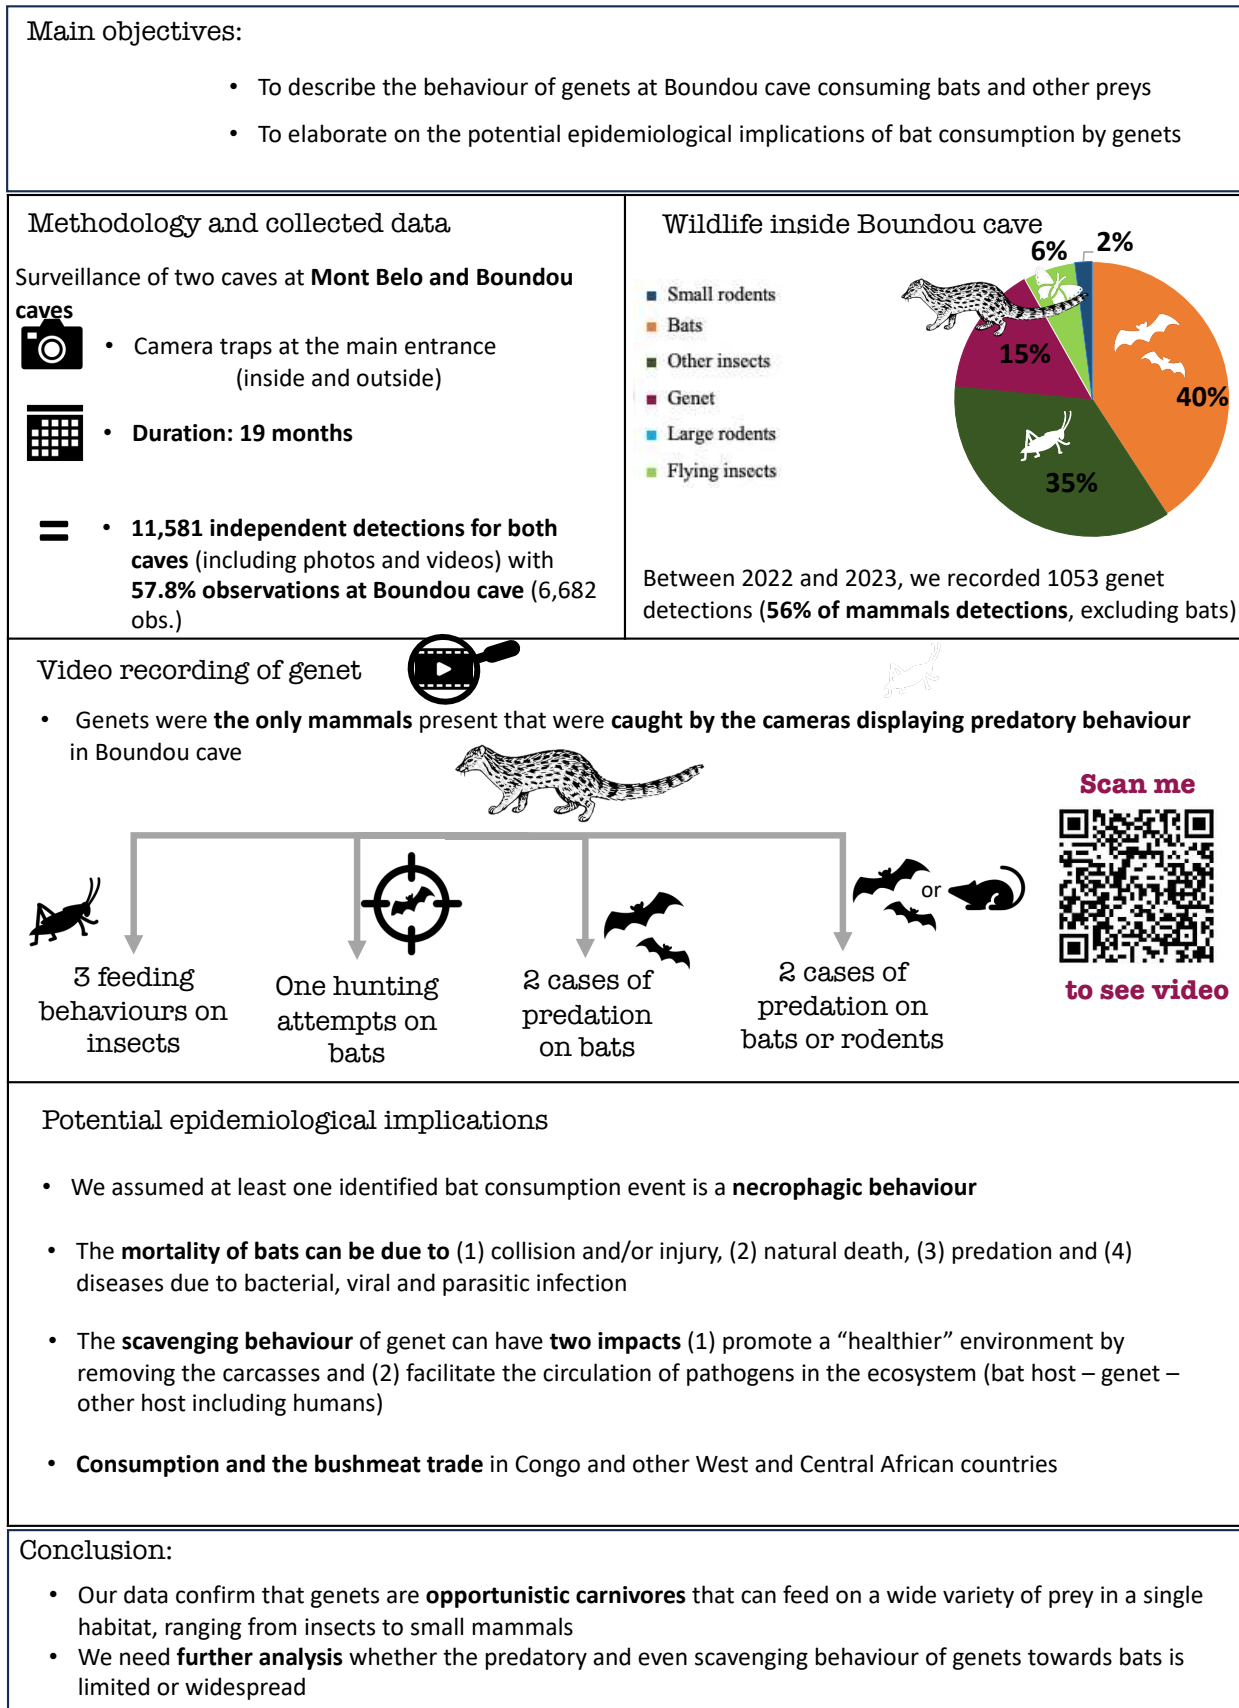 Main objectives:
• To describe the behaviour of genets at Boundou cave consuming bats and other preys
• To elaborate on the potential epidemiological implications of bat consumption by genets
Methodology and collected data
Surveillance of two caves at Mont Belo and Boundou
caves
• Camera traps at the main entrance
(inside and outside)
• Duration: 19 months
= • 11,581 independent detections for both
caves (including photos and videos) with
57.8% observations at Boundou cave (6,682
obs.)
Wildlife inside Boundou cave
6%
2%
Small rodents
Bats
Other insects
Genet
Large rodents
Flying insects
15%
40%
35%
Between 2022 and 2023, we recorded 1053 genet
detections (56% of mammals detections, excluding bats)
Video recording of genet
• Genets were the only mammals present that were caught by the cameras displaying predatory behaviour
in Boundou cave
Scan me
or
3 feeding
behaviours on
insects
One hunting
attempts on
bats
2 cases of
predation
on bats
2 cases of
predation on
bats or rodents
to see video
Potential epidemiological implications
• We assumed at least one identified bat consumption event is a necrophagic behaviour
• The mortality of bats can be due to (1) collision and/or injury, (2) natural death, (3) predation and (4)
diseases due to bacterial, viral and parasitic infection
• The scavenging behaviour of genet can have two impacts (1) promote a “healthier” environment by
removing the carcasses and (2) facilitate the circulation of pathogens in the ecosystem (bat host – genet –
other host including humans)
• Consumption and the bushmeat trade in Congo and other West and Central African countries
Conclusion:
• Our data confirm that genets are opportunistic carnivores that can feed on a wide variety of prey in a single
habitat, ranging from insects to small mammals
• We need further analysis whether the predatory and even scavenging behaviour of genets towards bats is
limited or widespread